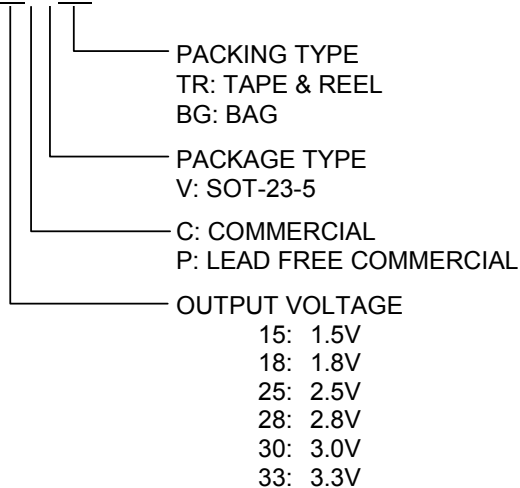 PACKING TYPE
TR: TAPE & REEL
BG: BAG
PACKAGE TYPE
V: SOT-23-5
C: COMMERCIAL
P: LEAD FREE COMMERCIAL
OUTPUT VOLTAGE
15: 1.5V
18: 1.8V
25: 2.5V
28: 2.8V
30: 3.0V
33: 3.3V